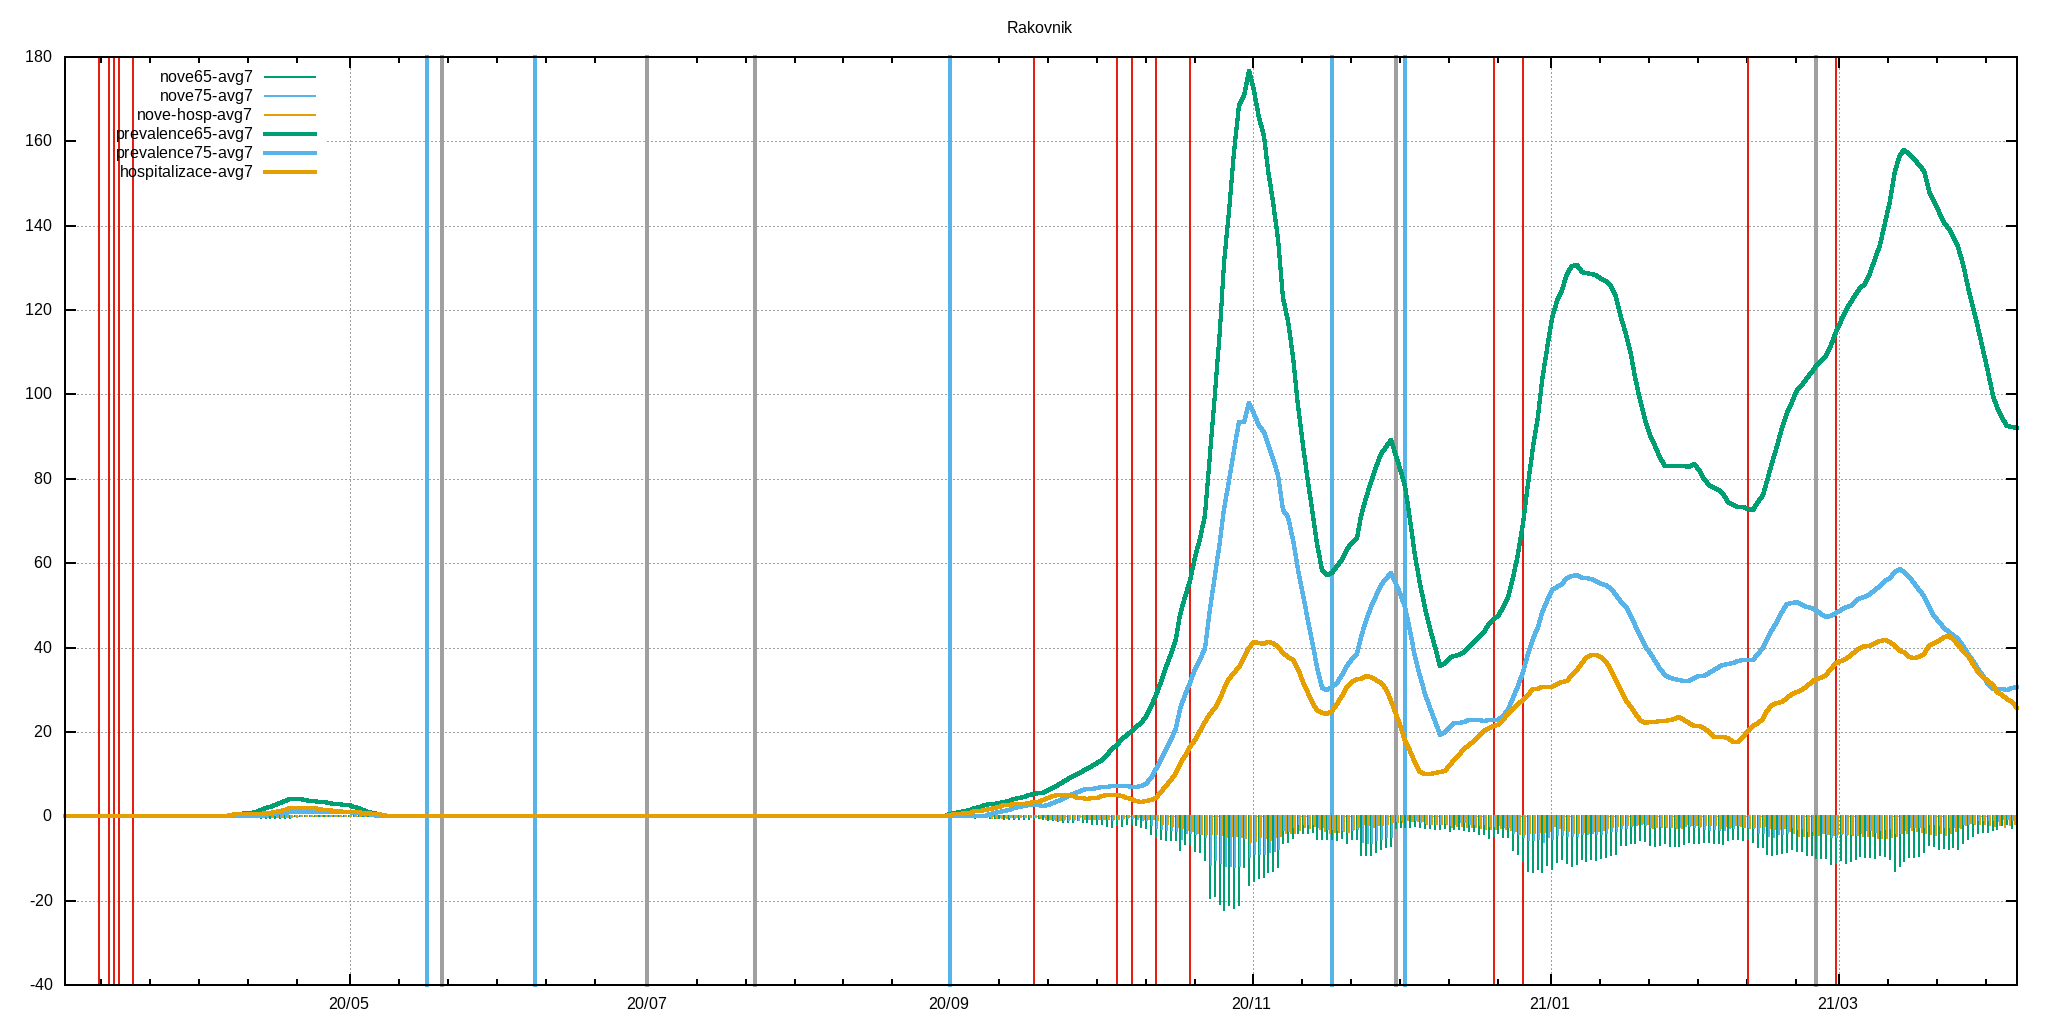 Rakovnik
180
160
140
120
100
80
60
40
20
0
-20
-40
nove65-avg7
nove75-avg7
nove-hosp-avg7
prevalence65-avg7
prevalence75-avg7
hospitalizace-avg7
20/05 20/07 20/09 20/11 21/01 21/03